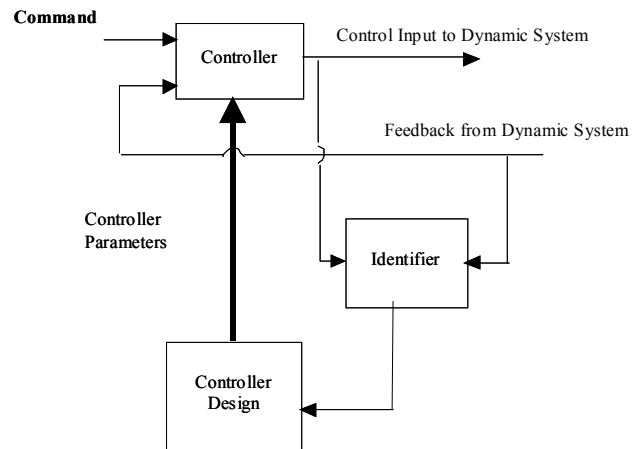 Command
Control Input to Dynamic System
Controller
Feedback from Dynamic System
Controller
Parameters
Identifier
Controller
Design